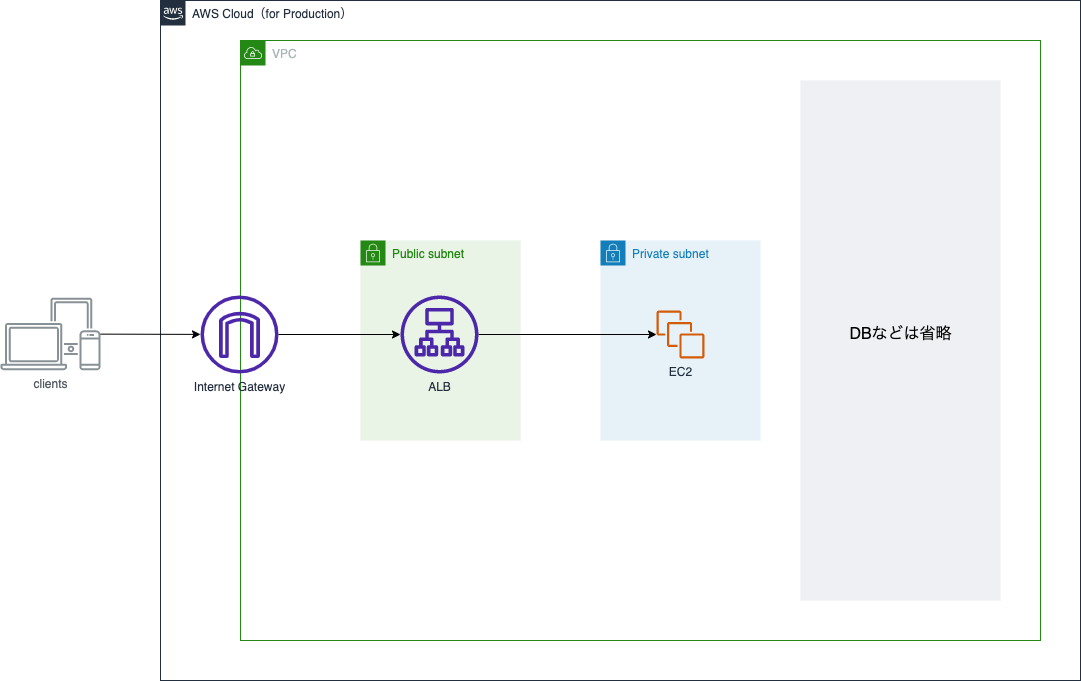 aws
AWS Cloud（for Production）
VPC
Public subnet
Private subnet
DBなどは省略
clients
Internet Gateway
ALB
EC2